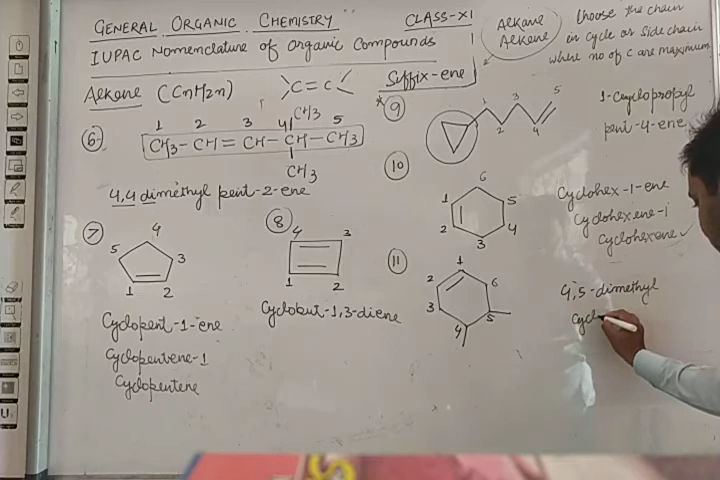 GENERAL ORGANIC CHEMISTRY
CLASS-XI
IUPAC Nomenclature of Organic Compounds
Alkene (CnH2n)
>C=C<
Suffix-ene
Alkane
Alkene
Choose the chain
in cycle or side chain
where no of C are maximum
6
1 2 3 4 5
CH3
CH3-CH=CH-CH-CH3
CH3
4,4 dimethyl pent-2-ene
7
4
5 3
1 2
Cyclopent-1-ene
Cyclopentene-1
Cyclopentene
8
4 3
1 2
Cyclobut-1,3-diene
9
1 3 5
2 4
1-cyclopropyl
pent-4-ene
10
6
1 5
2 4
3
Cyclohex-1-ene
Cyclohexene-1
Cyclohexene ✓
11
1
2 6
3 5
4
4,5-dimethyl
cycl